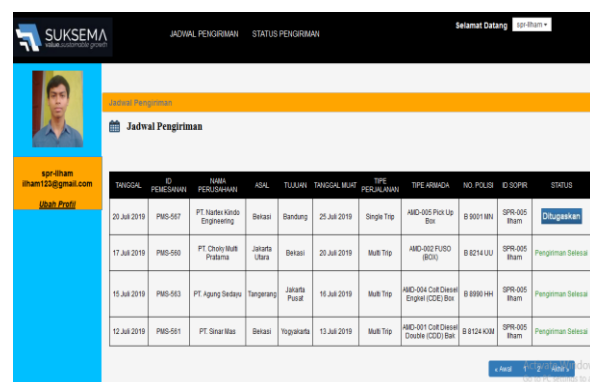 SUKSEMA
value.sustainable growth
JADWAL PENGIRIMAN STATUS PENGIRIMAN
Selamat Datang spr-ilham
Jadwal Pengiriman
Jadwal Pengiriman
spr-ilham
ilham123@gmail.com
Ubah Profil
TANGGAL ID PEMESANAN NAMA PERUSAHAAN ASAL TUJUAN TANGGAL MUAT TIPE PERJALANAN TIPE ARMADA NO. POLISI ID SOPIR STATUS
20 Juli 2019 PMS-567 PT. Nartex Kindo Engineering Bekasi Bandung 25 Juli 2019 Single Trip AMD-005 Pick Up Box B 9001 MN SPR-005 Ilham Ditugaskan
17 Juli 2019 PMS-560 PT. Choky Multi Pratama Jakarta Utara Bekasi 20 Juli 2019 Multi Trip AMD-002 FUSO (BOX) B 8214 UU SPR-005 Ilham Pengiriman Selesai
15 Juli 2019 PMS-563 PT. Agung Sedayu Tangerang Jakarta Pusat 16 Juli 2019 Multi Trip AMD-004 Colt Diesel Engkel (CDE) Box B 8990 HH SPR-005 Ilham Pengiriman Selesai
12 Juli 2019 PMS-561 PT. Sinar Mas Bekasi Yogyakarta 13 Juli 2019 Multi Trip AMD-001 Colt Diesel Double (CDD) Bak B 8124 KXM SPR-005 Ilham Pengiriman Selesai
« Awal 1 2 Akhir »